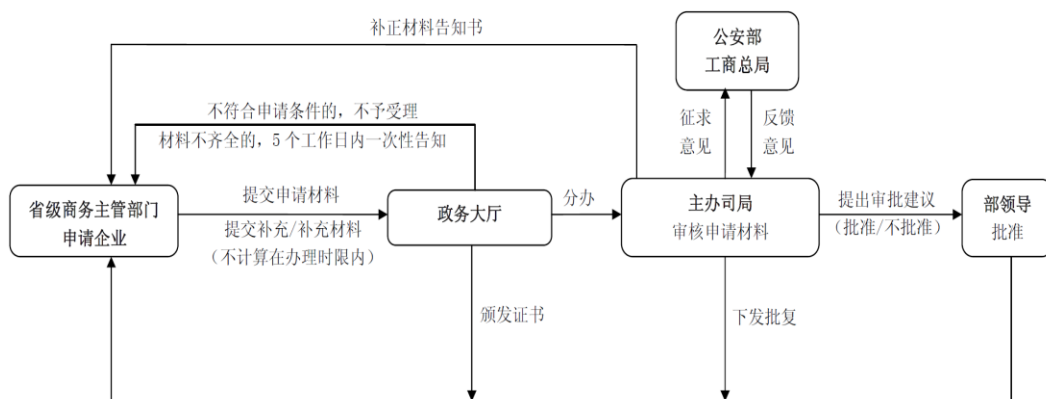 补正材料告知书
公安部
工商总局
不符合申请条件的，不予受理
材料不齐全的，5 个工作日内一次性告知
征求
意见
反馈
意见
省级商务主管部门
申请企业
提交申请材料
提交补充/补充材料
（不计算在办理时限内）
政务大厅
分办
主办司局
审核申请材料
提出审批建议
（批准/不批准）
部领导
批准
颁发证书
下发批复